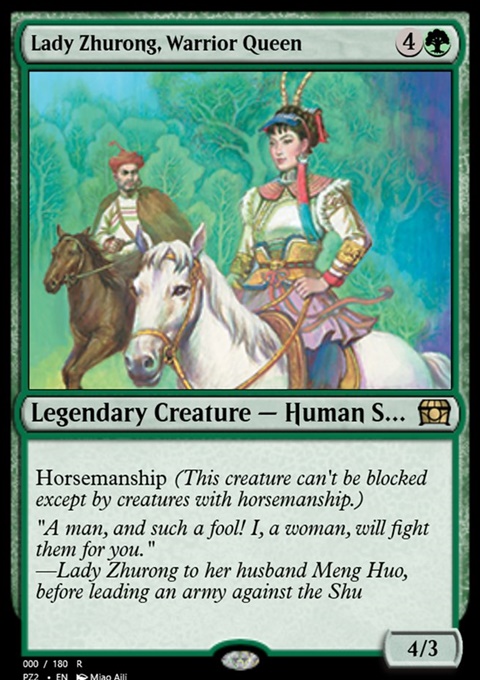 Lady Zhurong, Warrior Queen 4
Legendary Creature — Human S...
Horsemanship (This creature can't be blocked
except by creatures with horsemanship.)
"A man, and such a fool! I, a woman, will fight
them for you."
—Lady Zhurong to her husband Meng Huo,
before leading an army against the Shu
4/3
000 / 180 R
PZ2 • EN Miao Aili